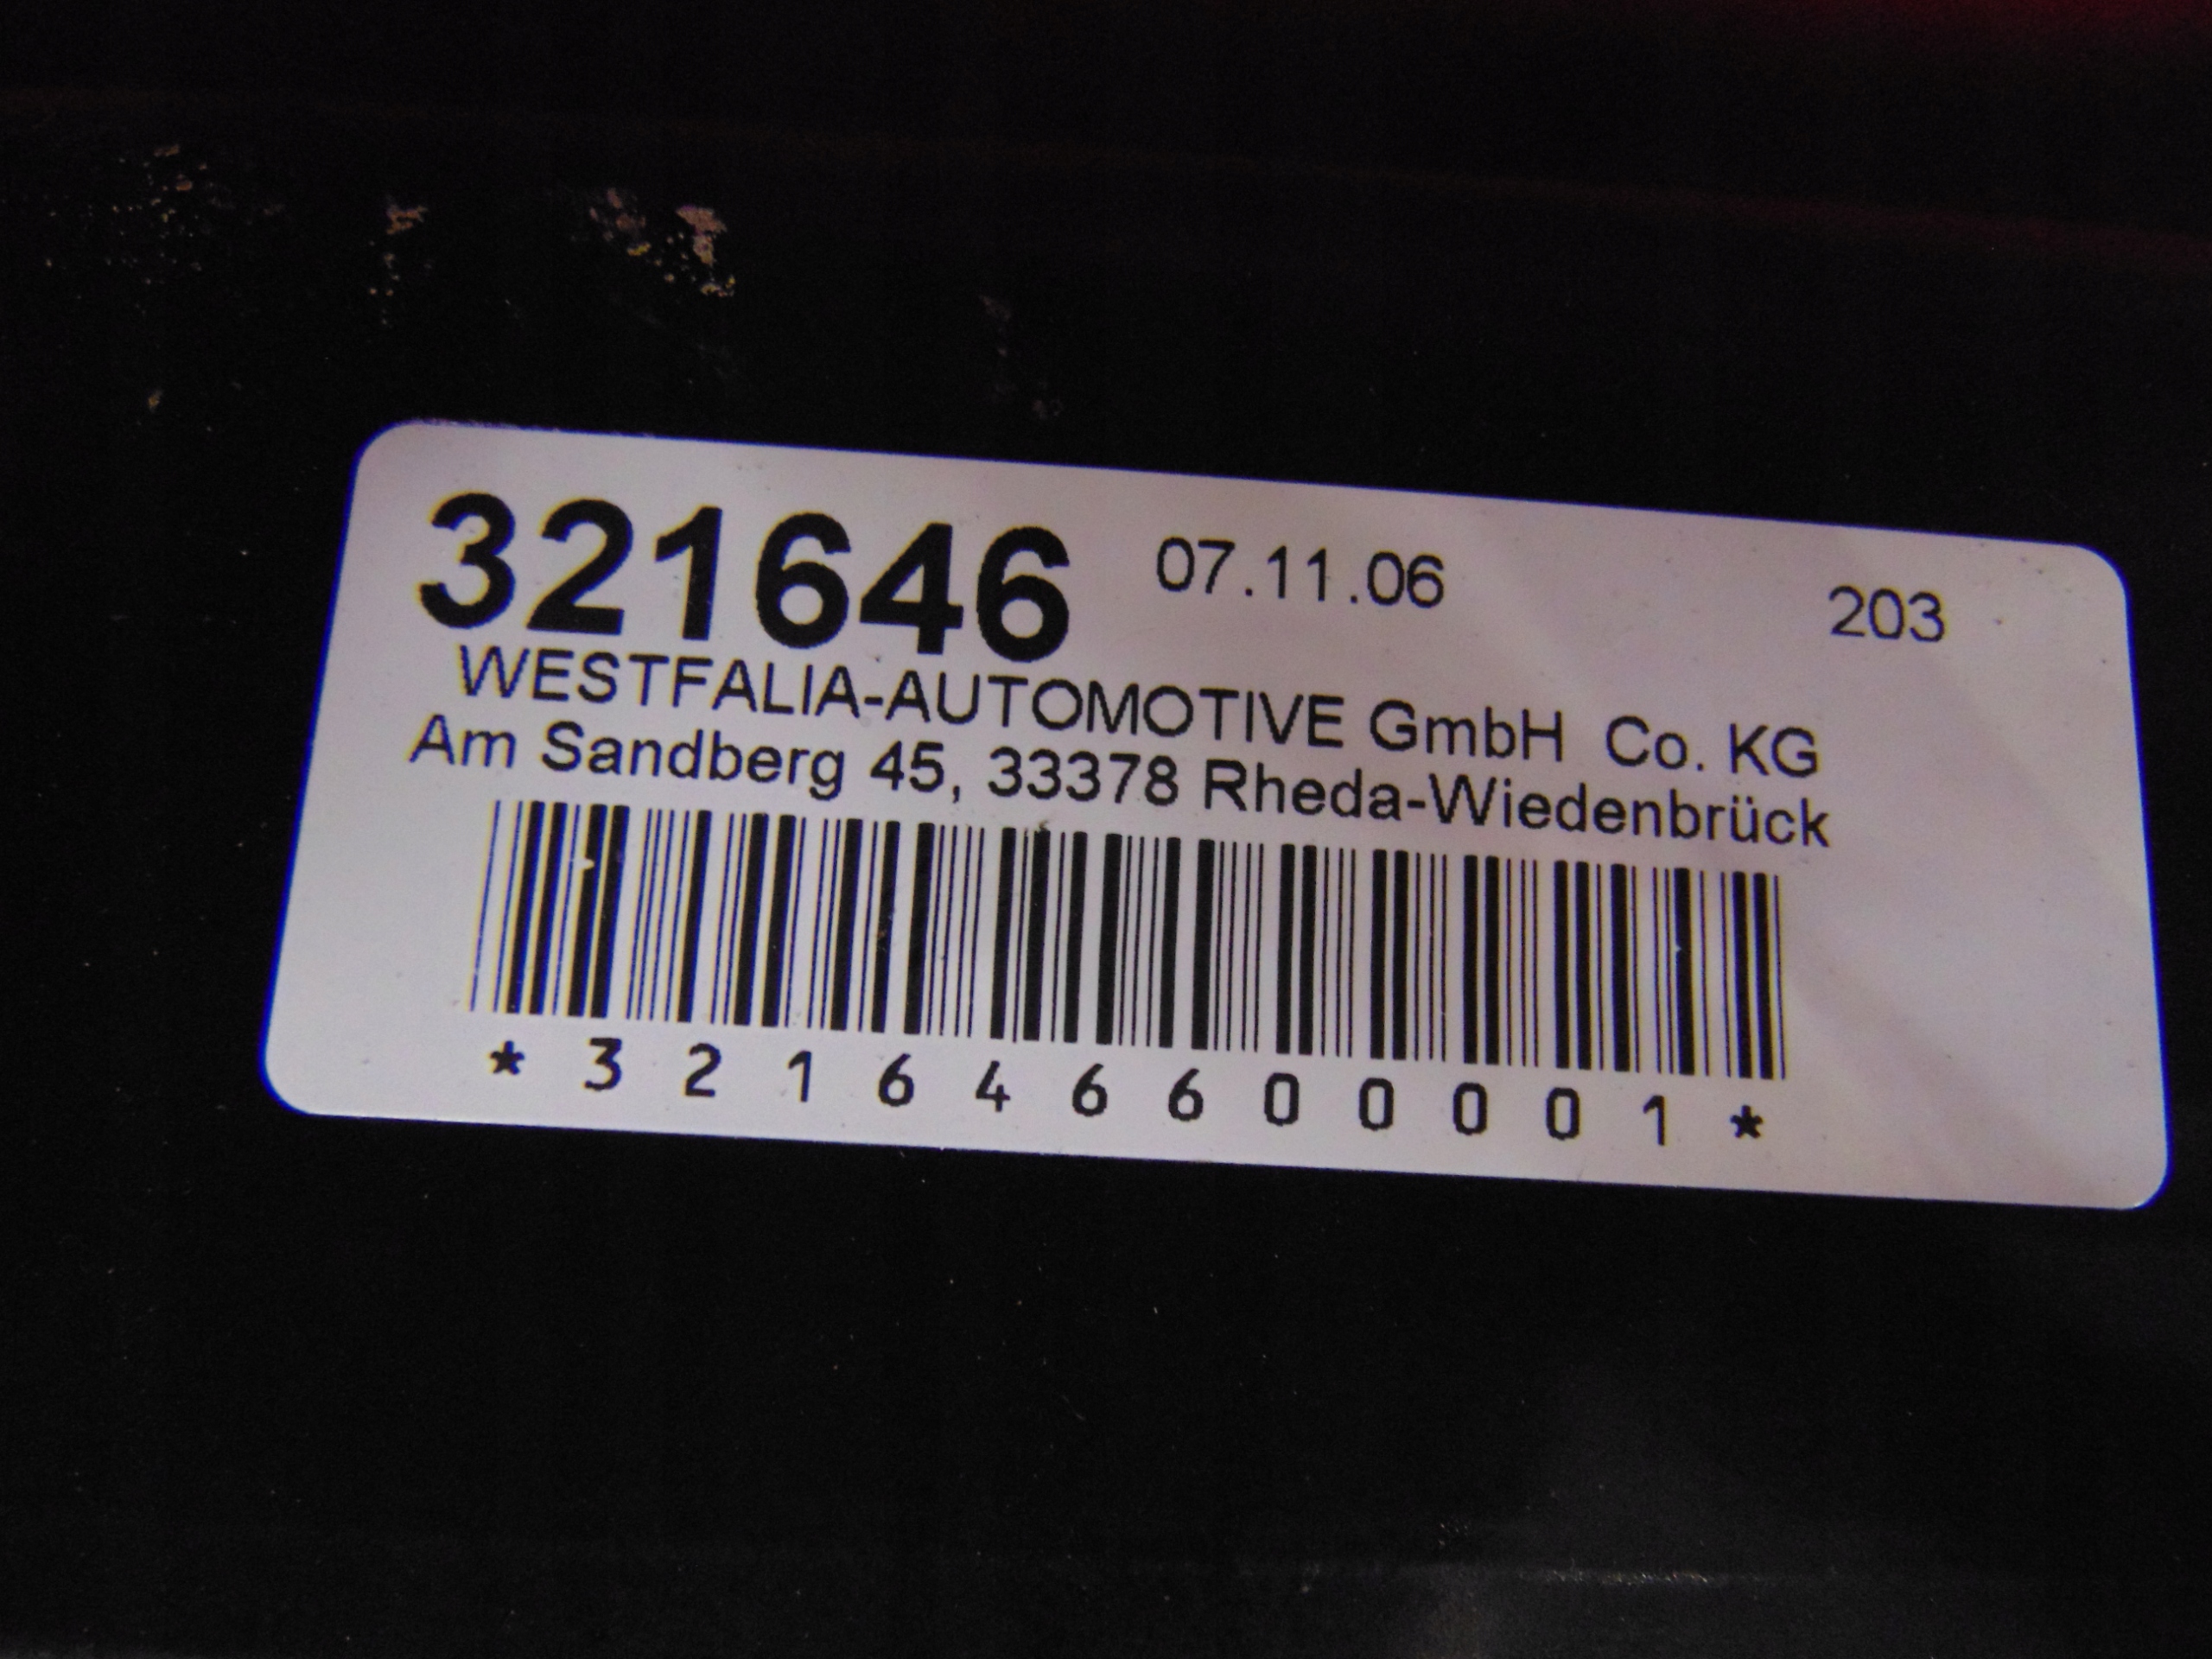 321646 07.11.06 203
WESTFALIA-AUTOMOTIVE GmbH Co. KG
Am Sandberg 45, 33378 Rheda-Wiedenbrück
*321646600001*